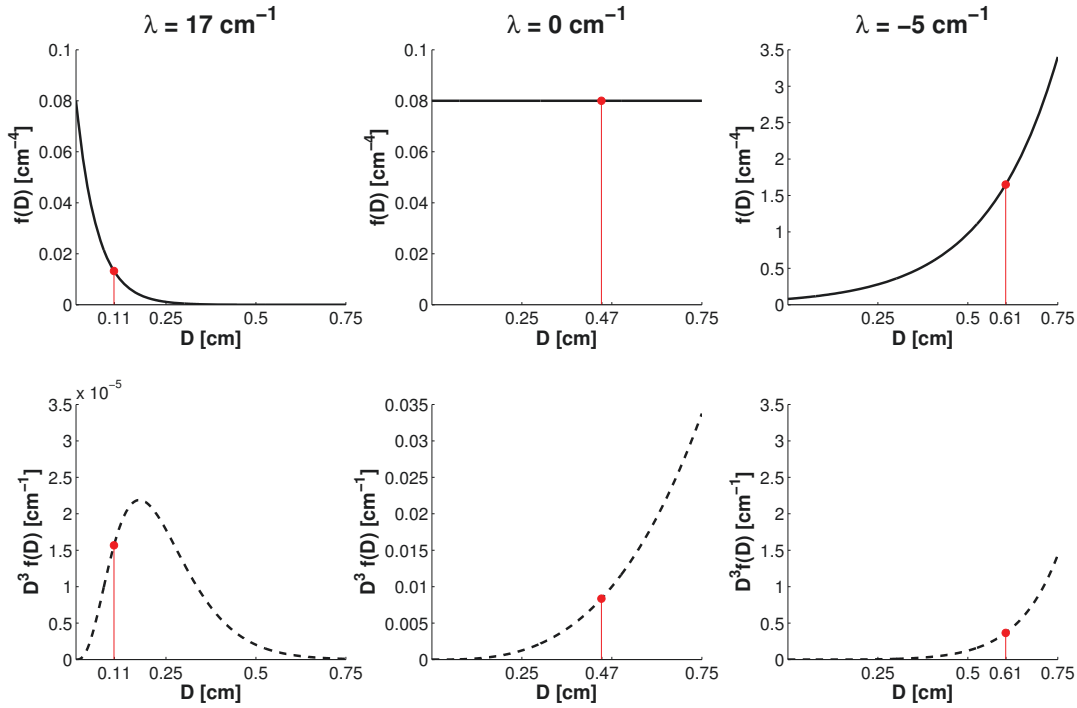 λ = 17 cm⁻¹
0.1
0.08
0.06
0.04
0.02
0
f(D) [cm⁻⁴]
0.11 0.25 0.5 0.75
D [cm]
λ = 0 cm⁻¹
0.1
0.08
0.06
0.04
0.02
0
f(D) [cm⁻⁴]
0.25 0.47 0.75
D [cm]
λ = −5 cm⁻¹
3.5
3
2.5
2
1.5
1
0.5
0
f(D) [cm⁻⁴]
0.25 0.5 0.61 0.75
D [cm]
x 10⁻⁵
3.5
3
2.5
2
1.5
1
0.5
0
D³ f(D) [cm⁻¹]
0.11 0.25 0.5 0.75
D [cm]
0.035
0.03
0.025
0.02
0.015
0.01
0.005
0
D³ f(D) [cm⁻¹]
0.25 0.47 0.75
D [cm]
3.5
3
2.5
2
1.5
1
0.5
0
D³f(D) [cm⁻¹]
0.25 0.5 0.61 0.75
D [cm]